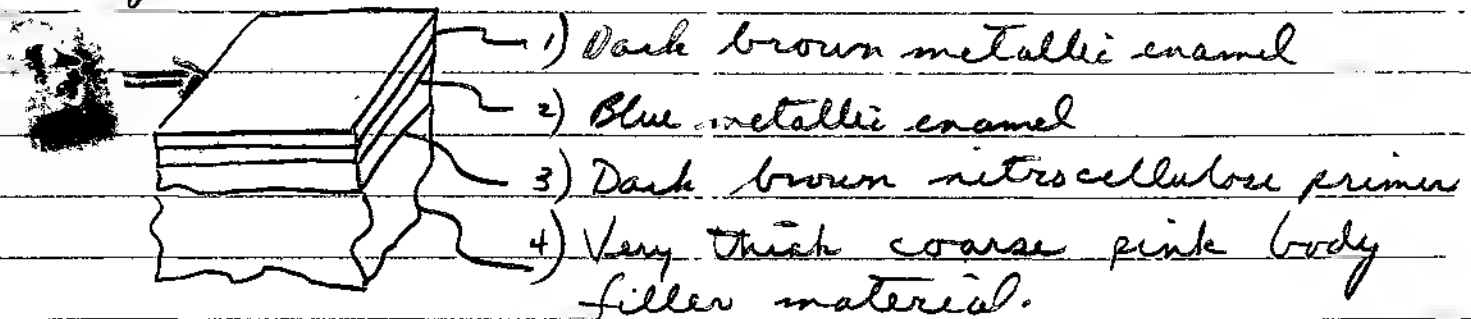 1) Dark brown metallic enamel
2) Blue metallic enamel
3) Dark brown nitrocellulose primer
4) Very thick coarse pink body
filler material.